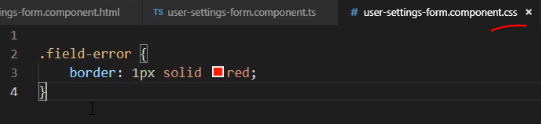 ngs-form.component.html TS user-settings-form.component.ts # user-settings-form.component.css ×
1
2 .field-error {
3 border: 1px solid red;
4 }